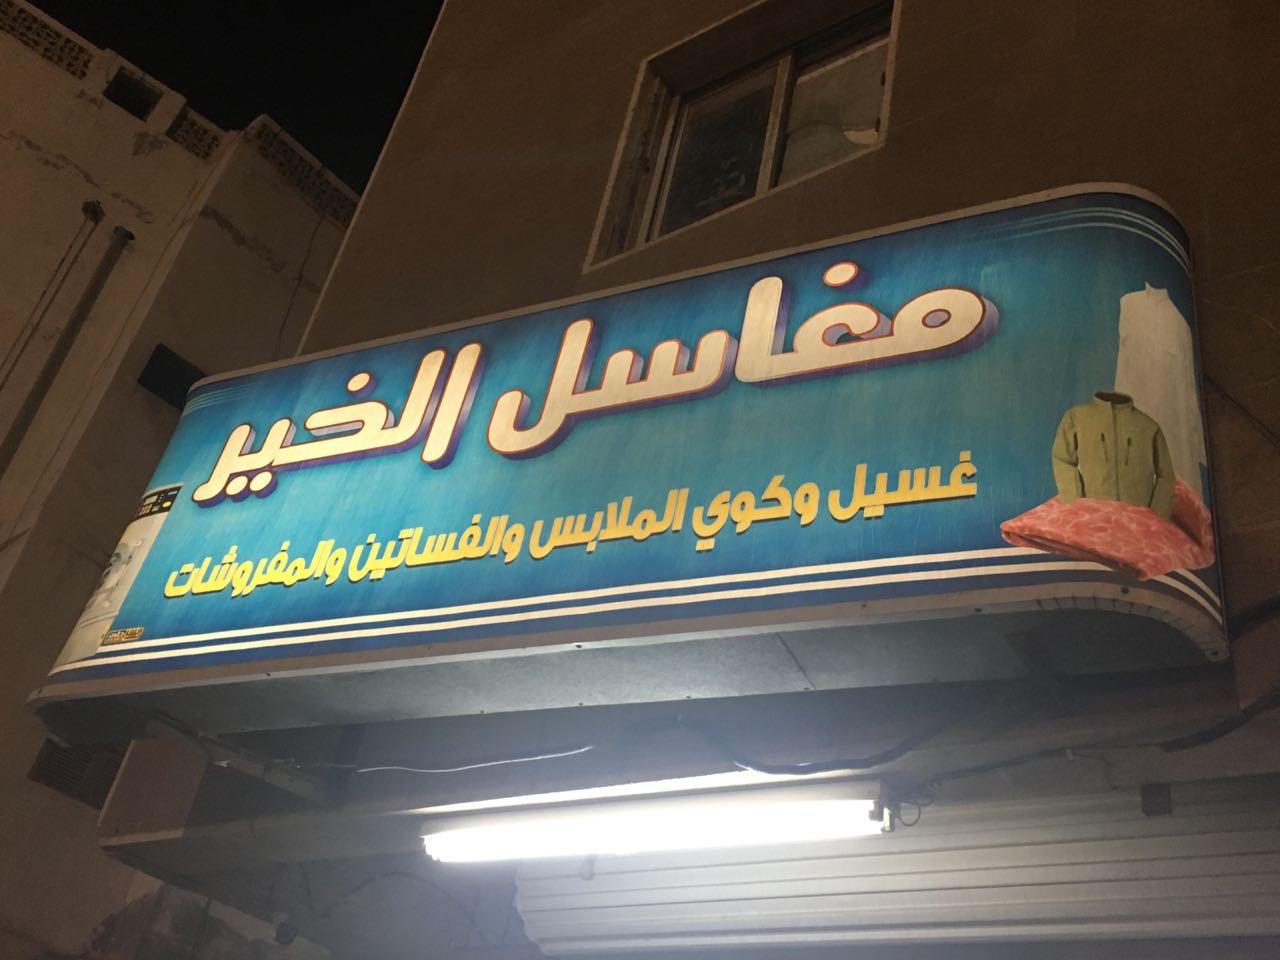 مغاسل الخير
غسيل وكوي الملابس والفساتين والمفروشات